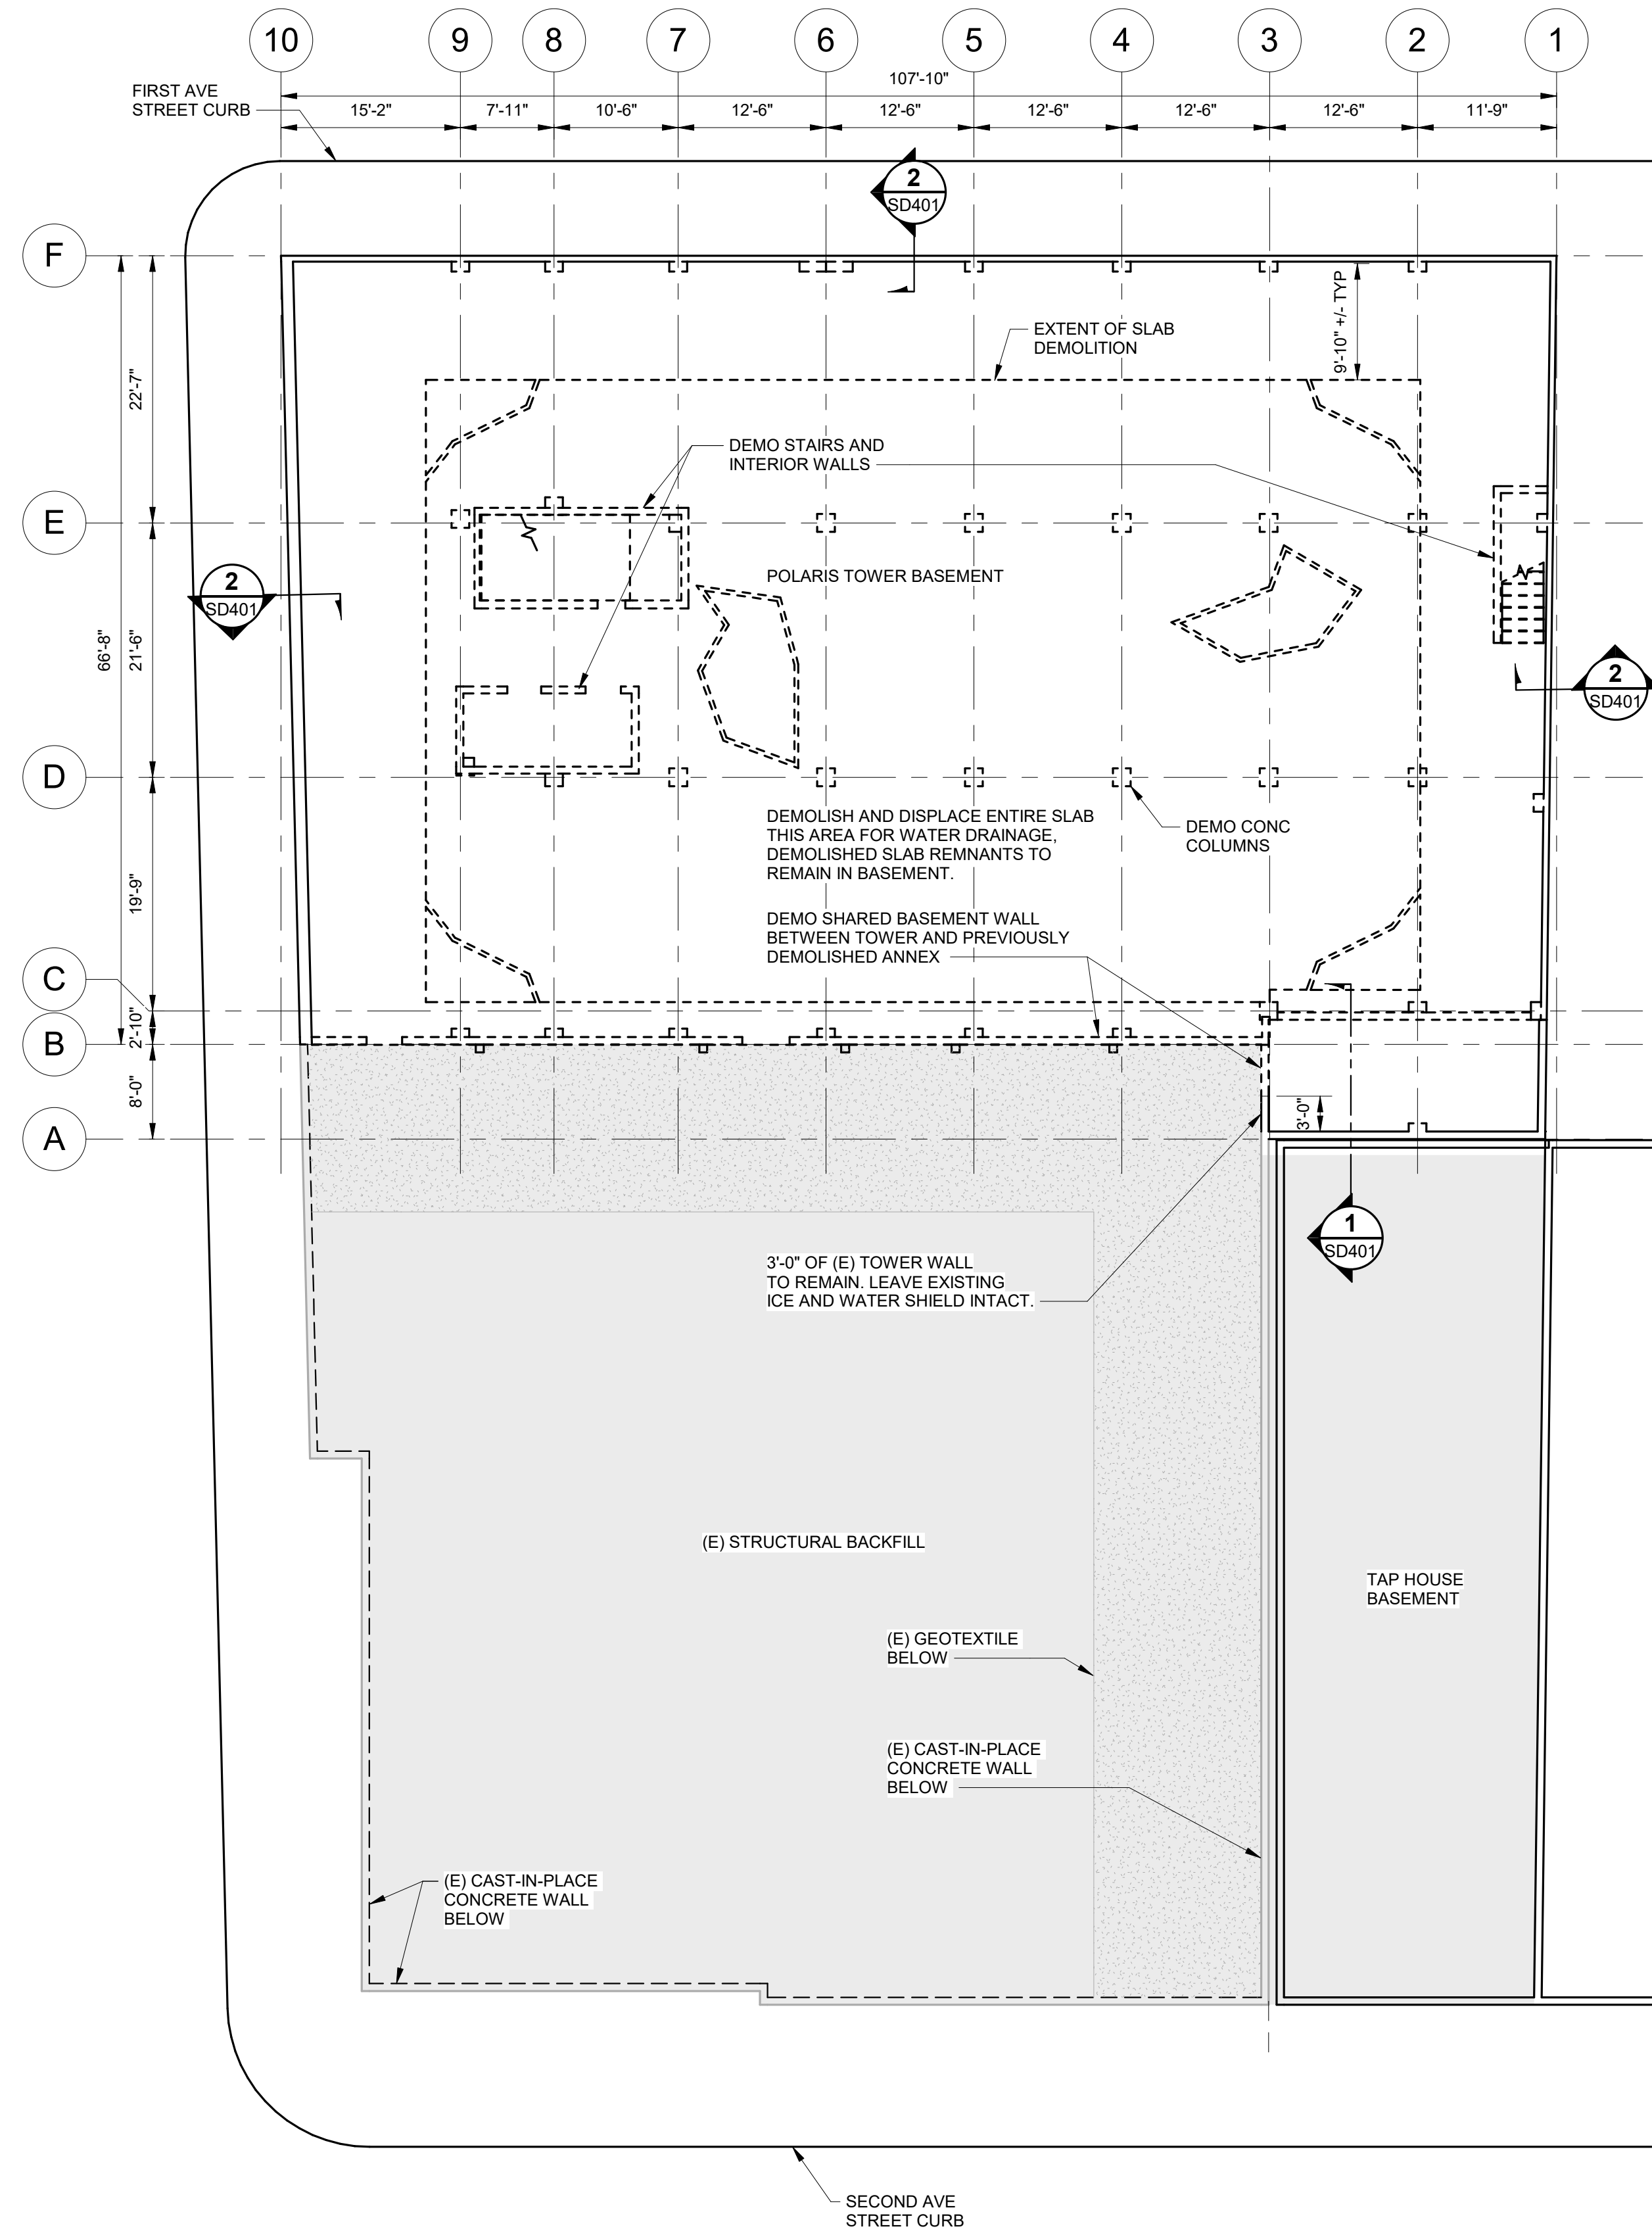 10 9 8 7 6 5 4 3 2 1
107'-10"
FIRST AVE
STREET CURB
15'-2" 7'-11" 10'-6" 12'-6" 12'-6" 12'-6" 12'-6" 12'-6" 11'-9"
2
SD401
F
9'-10" +/- TYP
EXTENT OF SLAB
DEMOLITION
22'-7"
DEMO STAIRS AND
INTERIOR WALLS
E
POLARIS TOWER BASEMENT
2
SD401
66'-8"
21'-6"
2
SD401
D
DEMOLISH AND DISPLACE ENTIRE SLAB
THIS AREA FOR WATER DRAINAGE,
DEMOLISHED SLAB REMNANTS TO
REMAIN IN BASEMENT.
DEMO CONC
COLUMNS
19'-9"
DEMO SHARED BASEMENT WALL
BETWEEN TOWER AND PREVIOUSLY
DEMOLISHED ANNEX
C
2'-10"
B
8'-0"
3'-0"
A
1
SD401
3'-0" OF (E) TOWER WALL
TO REMAIN. LEAVE EXISTING
ICE AND WATER SHIELD INTACT.
(E) STRUCTURAL BACKFILL
TAP HOUSE
BASEMENT
(E) GEOTEXTILE
BELOW
(E) CAST-IN-PLACE
CONCRETE WALL
BELOW
(E) CAST-IN-PLACE
CONCRETE WALL
BELOW
SECOND AVE
STREET CURB